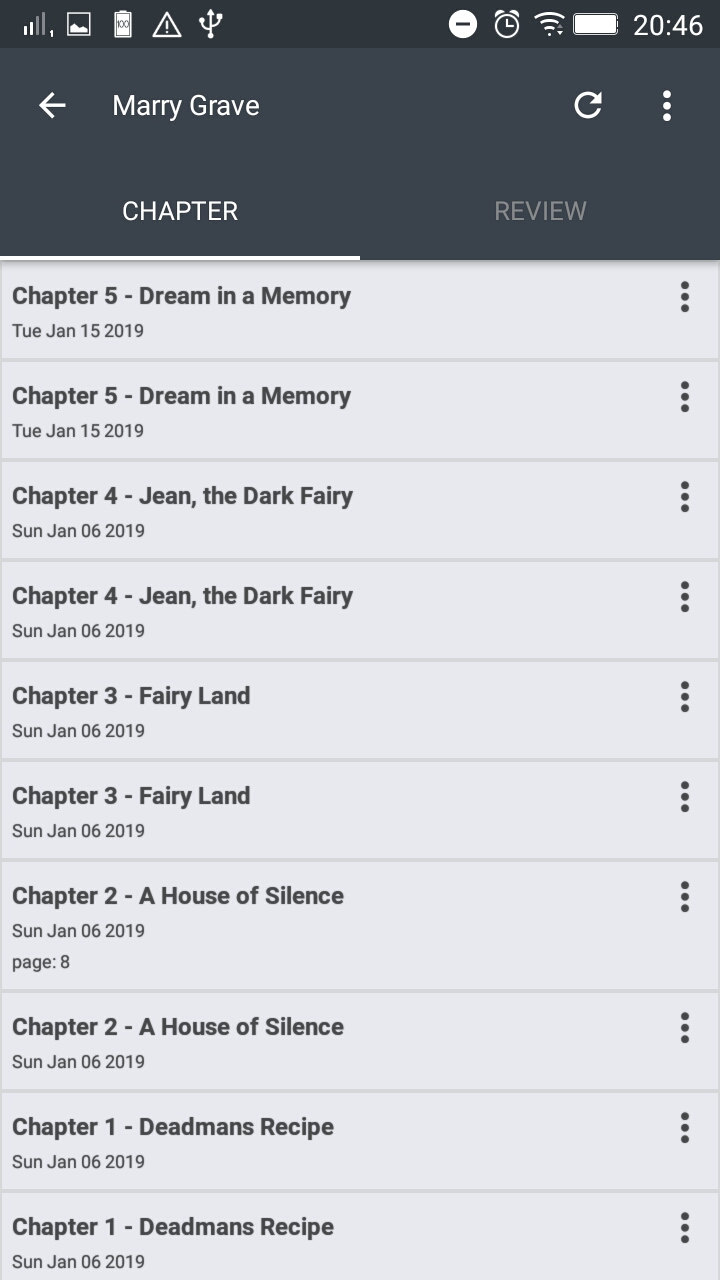 20:46
Marry Grave
CHAPTER
REVIEW
Chapter 5 - Dream in a Memory
Tue Jan 15 2019
Chapter 5 - Dream in a Memory
Tue Jan 15 2019
Chapter 4 - Jean, the Dark Fairy
Sun Jan 06 2019
Chapter 4 - Jean, the Dark Fairy
Sun Jan 06 2019
Chapter 3 - Fairy Land
Sun Jan 06 2019
Chapter 3 - Fairy Land
Sun Jan 06 2019
Chapter 2 - A House of Silence
Sun Jan 06 2019
page: 8
Chapter 2 - A House of Silence
Sun Jan 06 2019
Chapter 1 - Deadmans Recipe
Sun Jan 06 2019
Chapter 1 - Deadmans Recipe
Sun Jan 06 2019